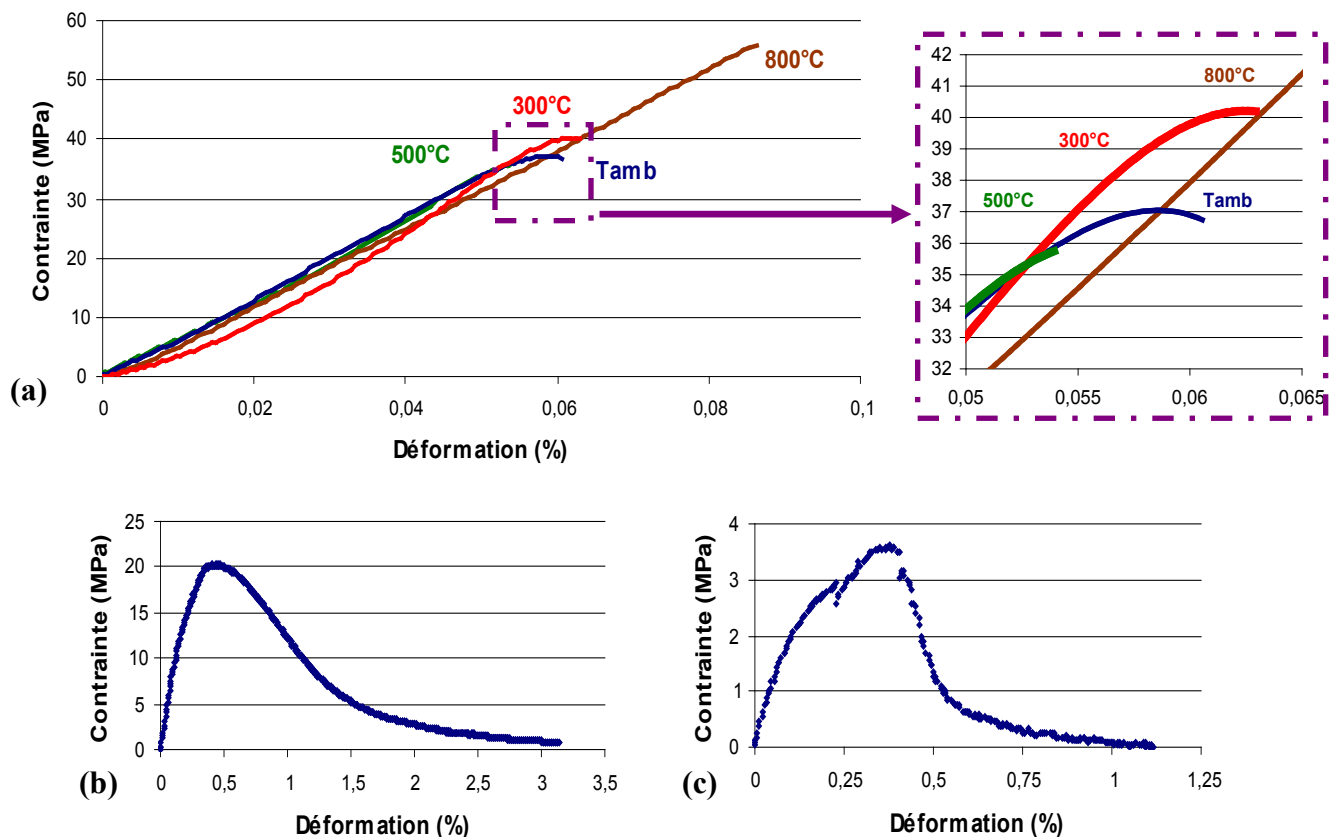 60
50
40
30
20
10
0
Contrainte (MPa)
800°C
300°C
500°C
Tamb
0 0,02 0,04 0,06 0,08 0,1
Déformation (%)
(a)
42
41
40
39
38
37
36
35
34
33
32
800°C
300°C
500°C
Tamb
0,05 0,055 0,06 0,065
25
20
15
10
5
0
Contrainte (MPa)
0 0,5 1 1,5 2 2,5 3 3,5
(b)
Déformation (%)
4
3
2
1
0
Contrainte (MPa)
0 0,25 0,5 0,75 1 1,25
(c)
Déformation (%)